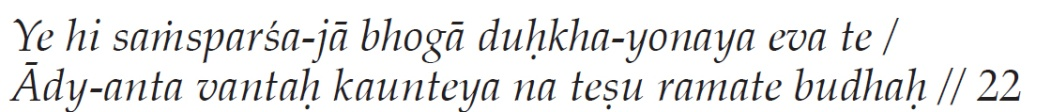 Ye hi saṁsparśa-jā bhogā duḥkha-yonaya eva te /
Ādy-anta vantaḥ kaunteya na teṣu ramate budhaḥ // 22